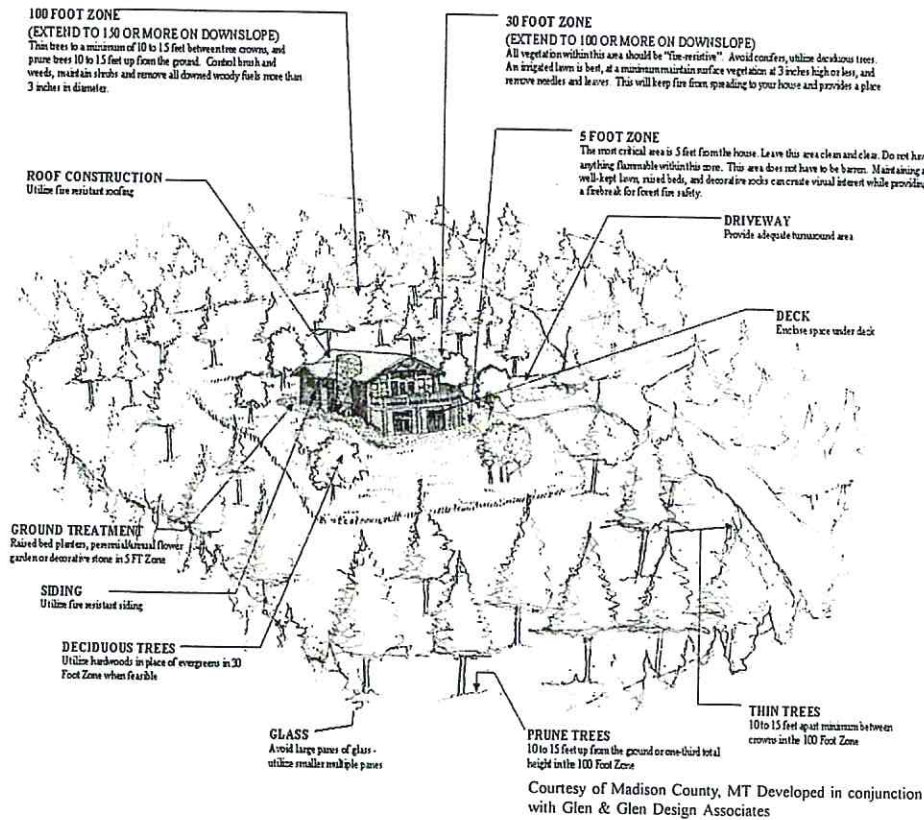 100 FOOT ZONE
(EXTEND TO 150 OR MORE ON DOWNSLOPE)
Thin trees to a minimum of 10 to 15 feet between tree crowns, and
prune trees 10 to 15 feet up from the ground. Control brush and
weeds, maintain shrubs and remove all downed woody fuels more than
3 inches in diameter.
30 FOOT ZONE
(EXTEND TO 100 OR MORE ON DOWNSLOPE)
All vegetation within this area should be "fire-resistive". Avoid conifers, utilize deciduous trees.
An irrigated lawn is best, at a minimum maintain surface vegetation at 3 inches high or less, and
remove needles and leaves. This will keep fire from spreading to your house and provides a place
5 FOOT ZONE
The most critical area is 5 feet from the house. Leave this area clean and clear. Do not have
anything flammable within this zone. This area does not have to be barren. Maintaining a
well-kept lawn, raised beds, and decorative rocks can create visual interest while providing
a firebreak for forest fire safety.
ROOF CONSTRUCTION
Utilize fire resistant roofing
DRIVEWAY
Provide adequate turnaround area
DECK
Enclose space under deck
GROUND TREATMENT
Raised bed planters, perennial/annual flower
garden or decorative stone in 5 FT Zone
SIDING
Utilize fire resistant siding
DECIDUOUS TREES
Utilize hardwoods in place of evergreens in 30
Foot Zone when feasible
GLASS
Avoid large panes of glass -
utilize smaller multiple panes
PRUNE TREES
10 to 15 feet up from the ground or one-third total
height in the 100 Foot Zone
THIN TREES
10 to 15 feet apart minimum between
crowns in the 100 Foot Zone
Courtesy of Madison County, MT Developed in conjunction
with Glen & Glen Design Associates